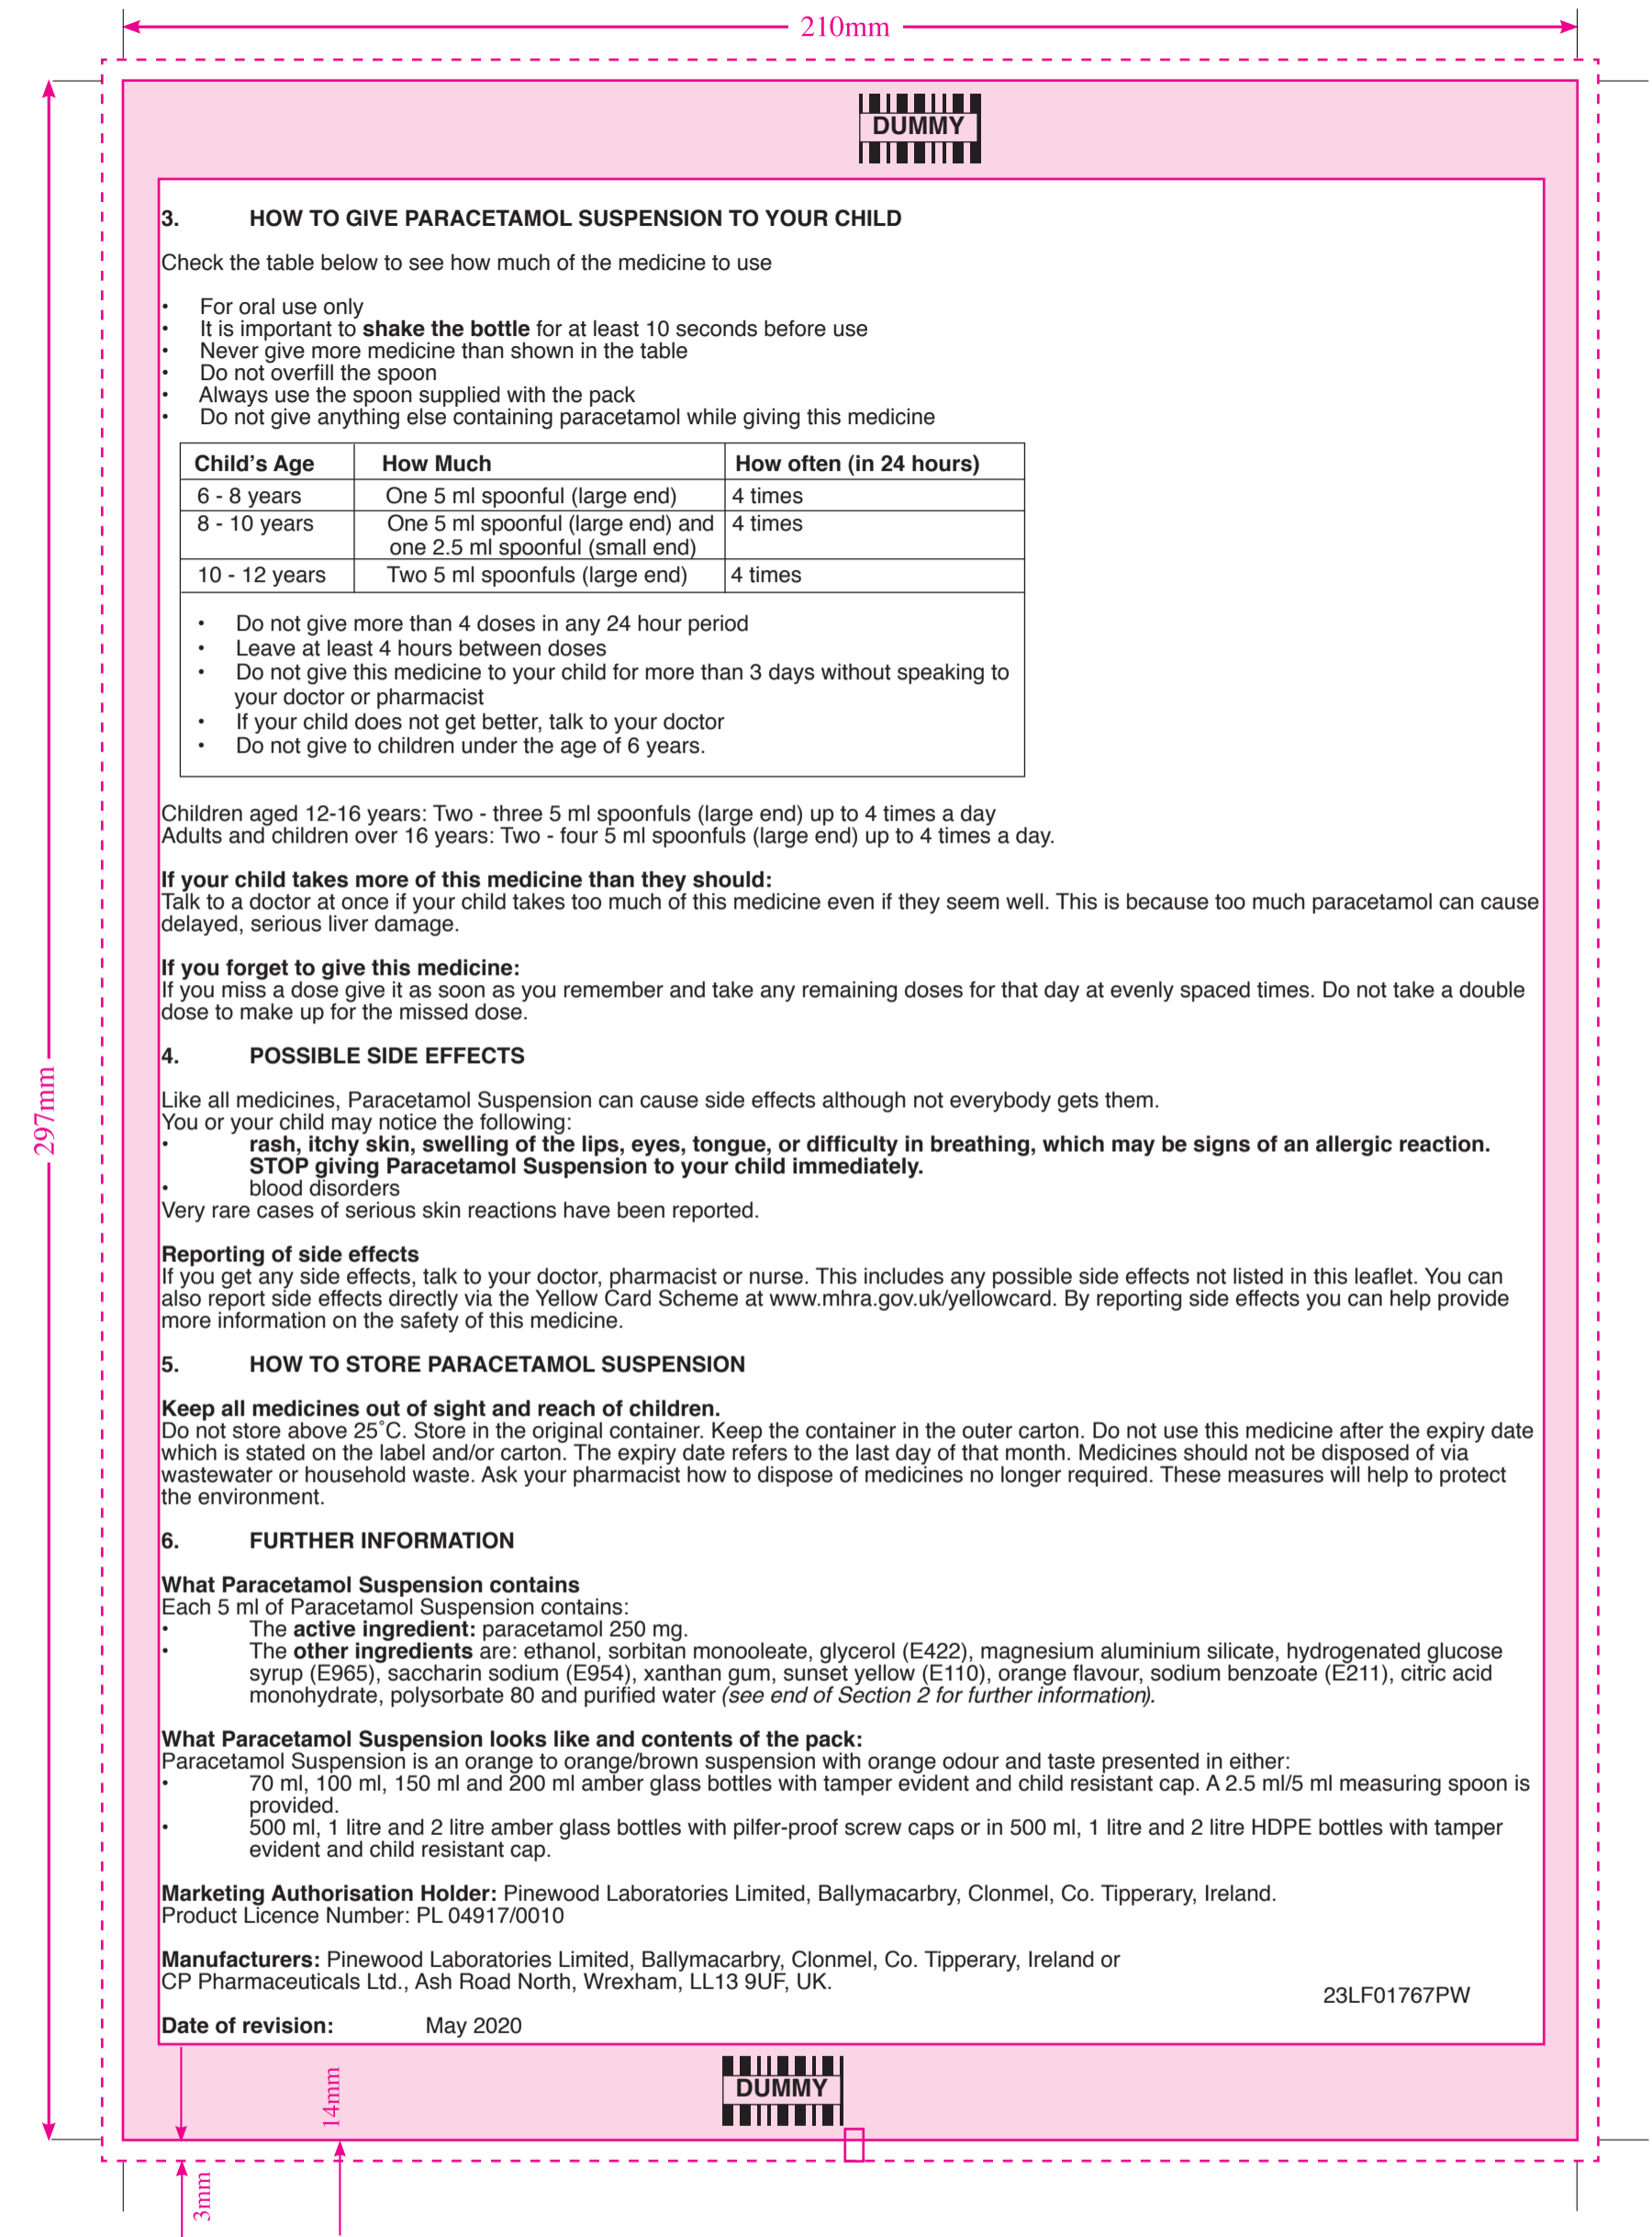 210mm
DUMMY
3. HOW TO GIVE PARACETAMOL SUSPENSION TO YOUR CHILD
Check the table below to see how much of the medicine to use
• For oral use only
• It is important to shake the bottle for at least 10 seconds before use
• Never give more medicine than shown in the table
• Do not overfill the spoon
• Always use the spoon supplied with the pack
• Do not give anything else containing paracetamol while giving this medicine
Child's Age How Much How often (in 24 hours)
6 - 8 years One 5 ml spoonful (large end) 4 times
8 - 10 years One 5 ml spoonful (large end) and 4 times
one 2.5 ml spoonful (small end)
10 - 12 years Two 5 ml spoonfuls (large end) 4 times
• Do not give more than 4 doses in any 24 hour period
• Leave at least 4 hours between doses
• Do not give this medicine to your child for more than 3 days without speaking to
your doctor or pharmacist
• If your child does not get better, talk to your doctor
• Do not give to children under the age of 6 years.
Children aged 12-16 years: Two - three 5 ml spoonfuls (large end) up to 4 times a day
Adults and children over 16 years: Two - four 5 ml spoonfuls (large end) up to 4 times a day.
If your child takes more of this medicine than they should:
Talk to a doctor at once if your child takes too much of this medicine even if they seem well. This is because too much paracetamol can cause
delayed, serious liver damage.
If you forget to give this medicine:
If you miss a dose give it as soon as you remember and take any remaining doses for that day at evenly spaced times. Do not take a double
dose to make up for the missed dose.
4. POSSIBLE SIDE EFFECTS
Like all medicines, Paracetamol Suspension can cause side effects although not everybody gets them.
You or your child may notice the following:
• rash, itchy skin, swelling of the lips, eyes, tongue, or difficulty in breathing, which may be signs of an allergic reaction.
STOP giving Paracetamol Suspension to your child immediately.
• blood disorders
Very rare cases of serious skin reactions have been reported.
Reporting of side effects
If you get any side effects, talk to your doctor, pharmacist or nurse. This includes any possible side effects not listed in this leaflet. You can
also report side effects directly via the Yellow Card Scheme at www.mhra.gov.uk/yellowcard. By reporting side effects you can help provide
more information on the safety of this medicine.
5. HOW TO STORE PARACETAMOL SUSPENSION
Keep all medicines out of sight and reach of children.
Do not store above 25˚C. Store in the original container. Keep the container in the outer carton. Do not use this medicine after the expiry date
which is stated on the label and/or carton. The expiry date refers to the last day of that month. Medicines should not be disposed of via
wastewater or household waste. Ask your pharmacist how to dispose of medicines no longer required. These measures will help to protect
the environment.
6. FURTHER INFORMATION
What Paracetamol Suspension contains
Each 5 ml of Paracetamol Suspension contains:
• The active ingredient: paracetamol 250 mg.
• The other ingredients are: ethanol, sorbitan monooleate, glycerol (E422), magnesium aluminium silicate, hydrogenated glucose
syrup (E965), saccharin sodium (E954), xanthan gum, sunset yellow (E110), orange flavour, sodium benzoate (E211), citric acid
monohydrate, polysorbate 80 and purified water (see end of Section 2 for further information).
What Paracetamol Suspension looks like and contents of the pack:
Paracetamol Suspension is an orange to orange/brown suspension with orange odour and taste presented in either:
• 70 ml, 100 ml, 150 ml and 200 ml amber glass bottles with tamper evident and child resistant cap. A 2.5 ml/5 ml measuring spoon is
provided.
• 500 ml, 1 litre and 2 litre amber glass bottles with pilfer-proof screw caps or in 500 ml, 1 litre and 2 litre HDPE bottles with tamper
evident and child resistant cap.
Marketing Authorisation Holder: Pinewood Laboratories Limited, Ballymacarbry, Clonmel, Co. Tipperary, Ireland.
Product Licence Number: PL 04917/0010
Manufacturers: Pinewood Laboratories Limited, Ballymacarbry, Clonmel, Co. Tipperary, Ireland or
CP Pharmaceuticals Ltd., Ash Road North, Wrexham, LL13 9UF, UK.
23LF01767PW
Date of revision: May 2020
DUMMY
297mm
14mm
3mm